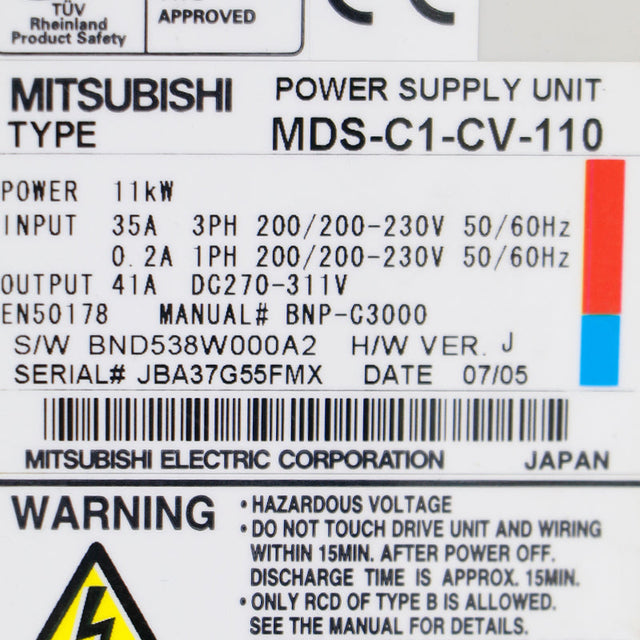 TÜV
Rheinland
Product Safety
APPROVED
MITSUBISHI POWER SUPPLY UNIT
TYPE MDS-C1-CV-110
POWER 11kW
INPUT 35A 3PH 200/200-230V 50/60Hz
0.2A 1PH 200/200-230V 50/60Hz
OUTPUT 41A DC270-311V
EN50178 MANUAL# BNP-C3000
S/W BND538W000A2 H/W VER. J
SERIAL# JBA37G55FMX DATE 07/05
MITSUBISHI ELECTRIC CORPORATION JAPAN
WARNING
• HAZARDOUS VOLTAGE
• DO NOT TOUCH DRIVE UNIT AND WIRING
WITHIN 15MIN. AFTER POWER OFF.
DISCHARGE TIME IS APPROX. 15MIN.
• ONLY RCD OF TYPE B IS ALLOWED.
SEE THE MANUAL FOR DETAILS.